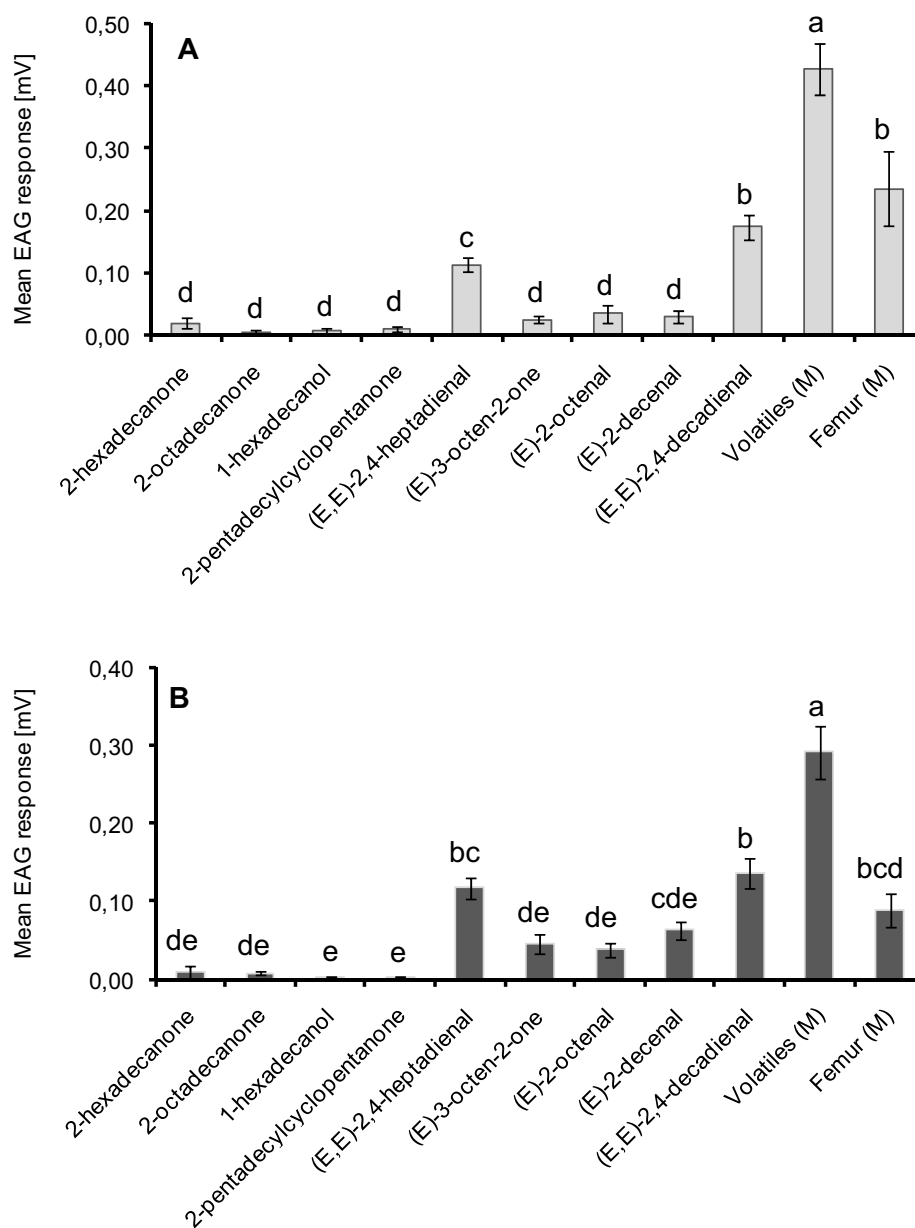 A
Mean EAG response [mV]
0,50
0,40
0,30
0,20
0,10
0,00
d
d
d
d
c
d
d
d
b
a
b
2-hexadecanone
2-octadecanone
1-hexadecanol
2-pentadecylcyclopentanone
(E,E)-2,4-heptadienal
(E)-3-octen-2-one
(E)-2-octenal
(E)-2-decenal
(E,E)-2,4-decadienal
Volatiles (M)
Femur (M)
B
Mean EAG response [mV]
0,40
0,30
0,20
0,10
0,00
de
de
e
e
bc
de
de
cde
b
a
bcd
2-hexadecanone
2-octadecanone
1-hexadecanol
2-pentadecylcyclopentanone
(E,E)-2,4-heptadienal
(E)-3-octen-2-one
(E)-2-octenal
(E)-2-decenal
(E,E)-2,4-decadienal
Volatiles (M)
Femur (M)